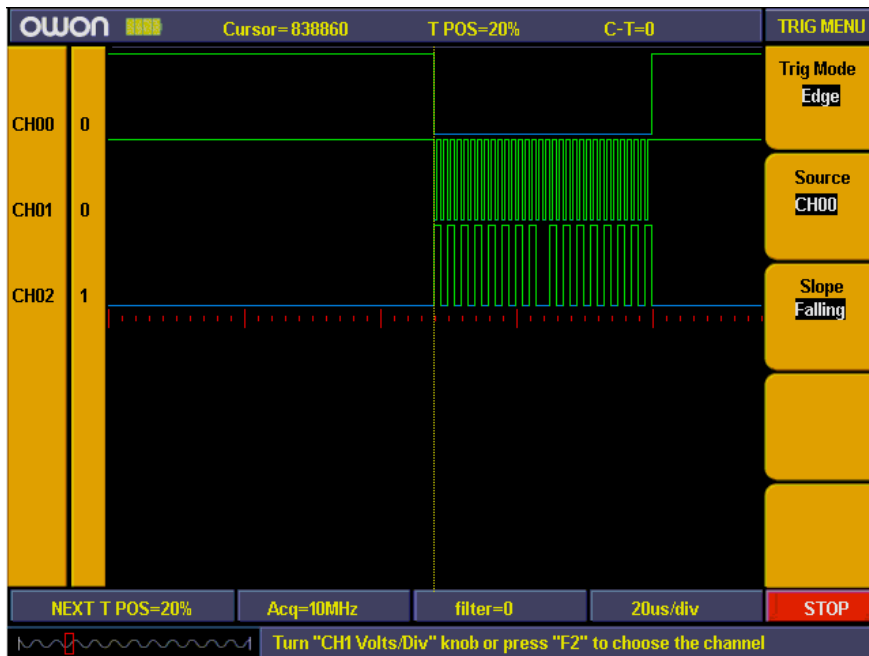 owon Cursor=838860 T POS=20% C-T=0 TRIG MENU
Trig Mode
Edge
CH00 0
Source
CH01 0 CH00
CH02 1 Slope
Falling
NEXT T POS=20% Acq=10MHz filter=0 20us/div STOP
Turn "CH1 Volts/Div" knob or press "F2" to choose the channel